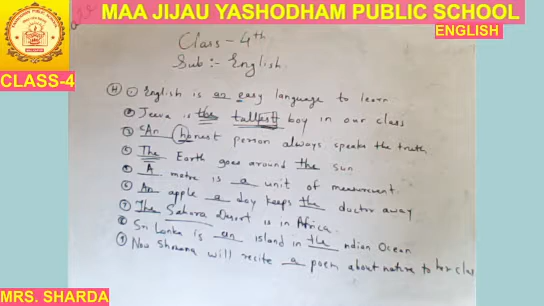 MAA JIJAU YASHODHAM PUBLIC SCHOOL
ENGLISH
CLASS-4
Class - 4th
Sub :- English.
(H) ① English is an easy language to learn
② Jeeva is the tallest boy in our class
③ An honest person always speaks the truth
⑤ The Earth goes around the sun
④ A metre is a unit of measurement.
⑥ An apple a day keeps the doctor away
⑦ The Sahara Desert is in Africa.
⑧ Sri Lanka is an island in the ndian Ocean
⑨ Now will recite a poem about nature to her clas
MRS. SHARDA